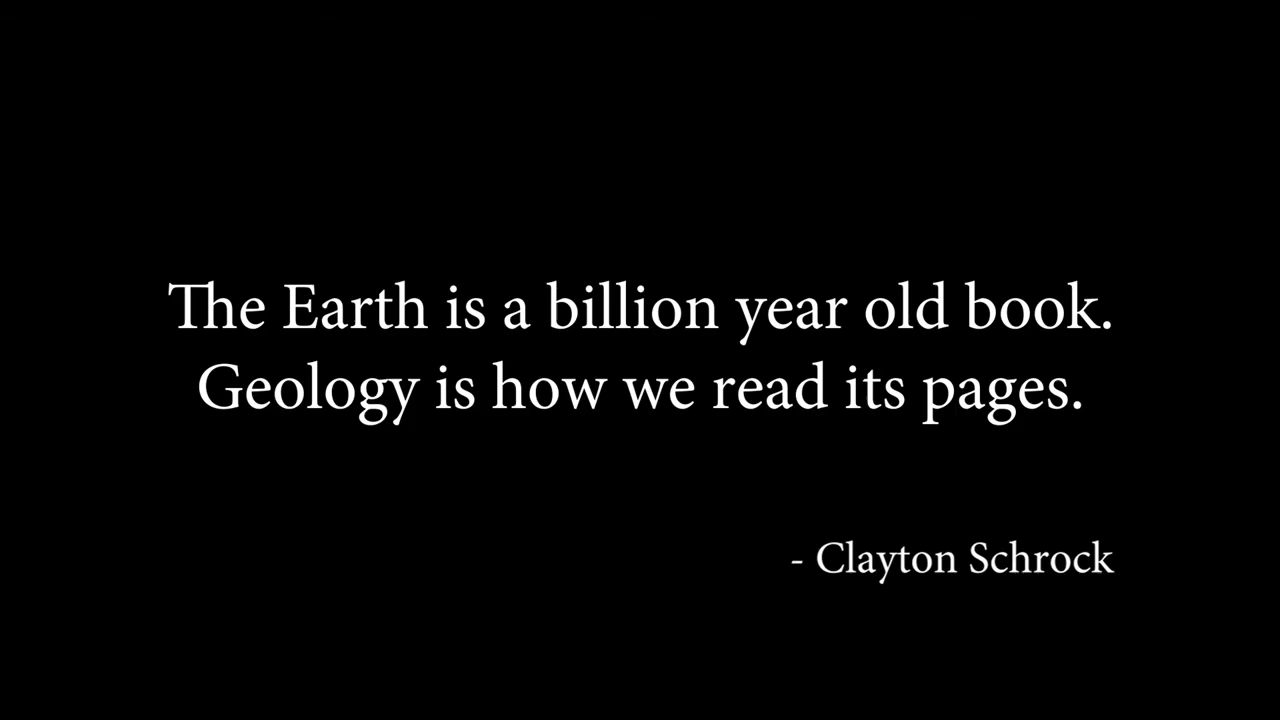 The Earth is a billion year old book.
Geology is how we read its pages.
- Clayton Schrock